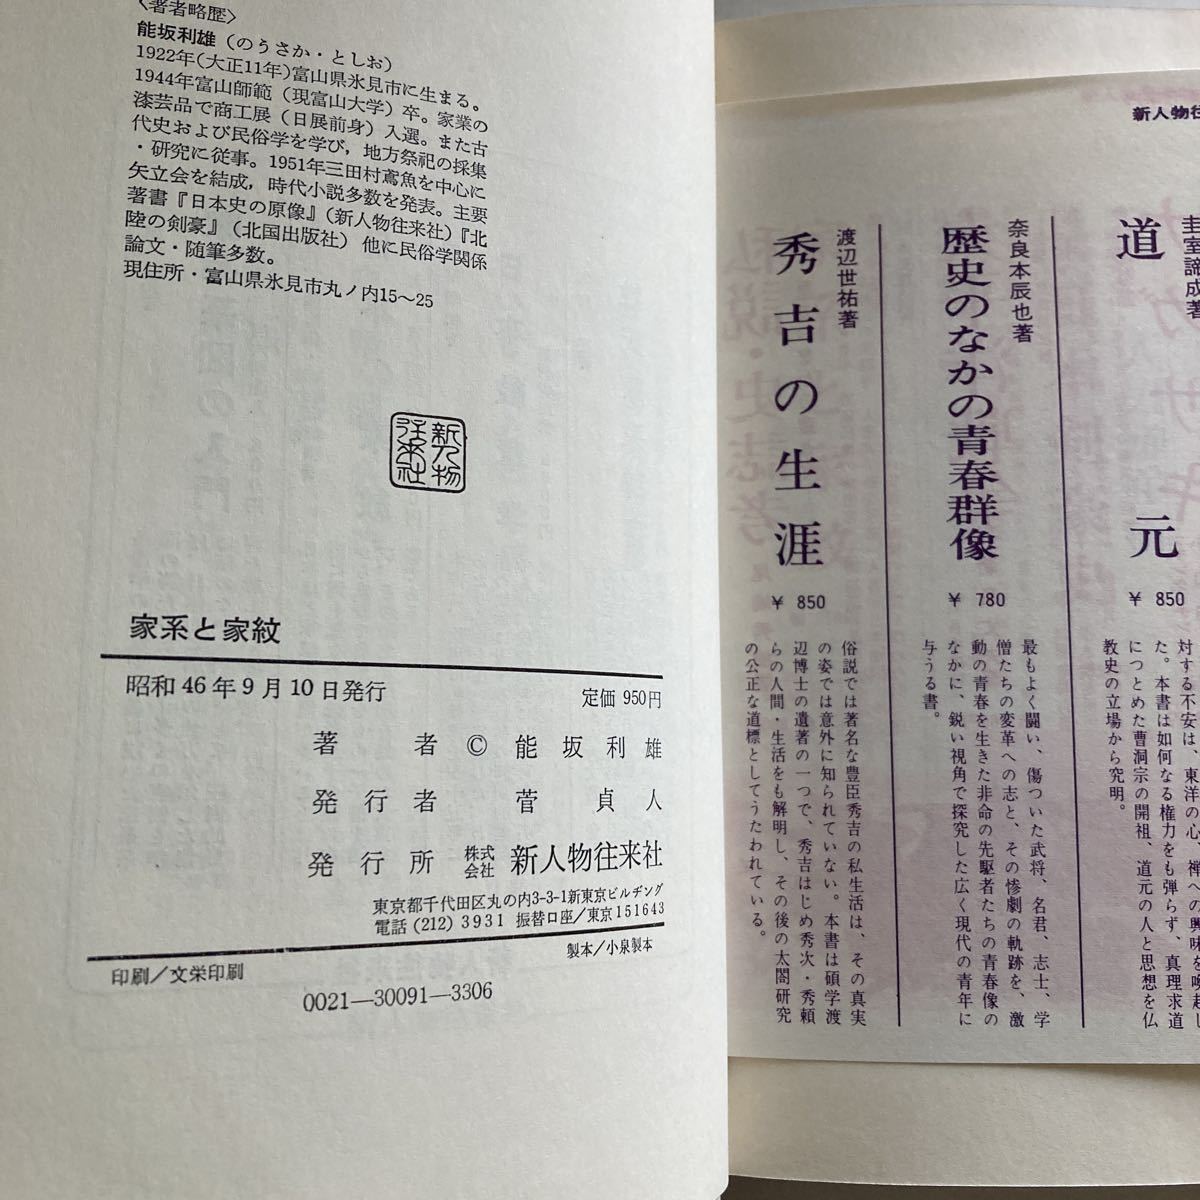 〈著者略歴〉
能坂利雄（のうさか・としお）
1922年（大正11年）富山県氷見市に生まる。
1944年富山師範（現富山大学）卒。家業の
漆芸品で商工展（日展前身）入選。また古
代史および民俗学を学び，地方祭祀の採集
・研究に従事。1951年三田村鳶魚を中心に
矢立会を結成，時代小説多数を発表。主要
著書『日本史の原像』（新人物往来社）『北
陸の剣豪』（北国出版社）他に民俗学関係
論文・随筆多数。
現住所・富山県氷見市丸ノ内15〜25
新人物
往来社
家系と家紋
昭和46年9月10日発行　定価 950円
著者 © 能坂利雄
発行者 菅貞人
発行所 株式会社 新人物往来社
東京都千代田区丸の内3-3-1新東京ビルヂング
電話 (212) 3931 振替口座／東京151643
印刷／文栄印刷　製本／小泉製本
0021―30091―3306
新人物往
圭室諦成著
道元
¥ 850
対する不安は、東洋の心、禅への興味を喚起し
た。本書は如何なる権力をも弾らず、真理求道
につとめた曹洞宗の開祖、道元の人と思想を仏
教史の立場から究明。
奈良本辰也著
歴史のなかの青春群像
¥ 780
最もよく闘い、傷ついた武将、名君、志士、学
僧たちの変革への志と、その惨劇の軌跡を、激
動の青春を生きた非命の先駆者たちの青春像の
なかに、鋭い視角で探究した広く現代の青年に
与うる書。
渡辺世祐著
秀吉の生涯
¥ 850
俗説では著名な豊臣秀吉の私生活は、その真実
の姿では意外に知られていない。本書は碩学渡
辺博士の遺著の一つで、秀吉はじめ秀次・秀頼
らの人間・生活をも解明し、その後の太閤研究
の公正な道標としてうたわれている。